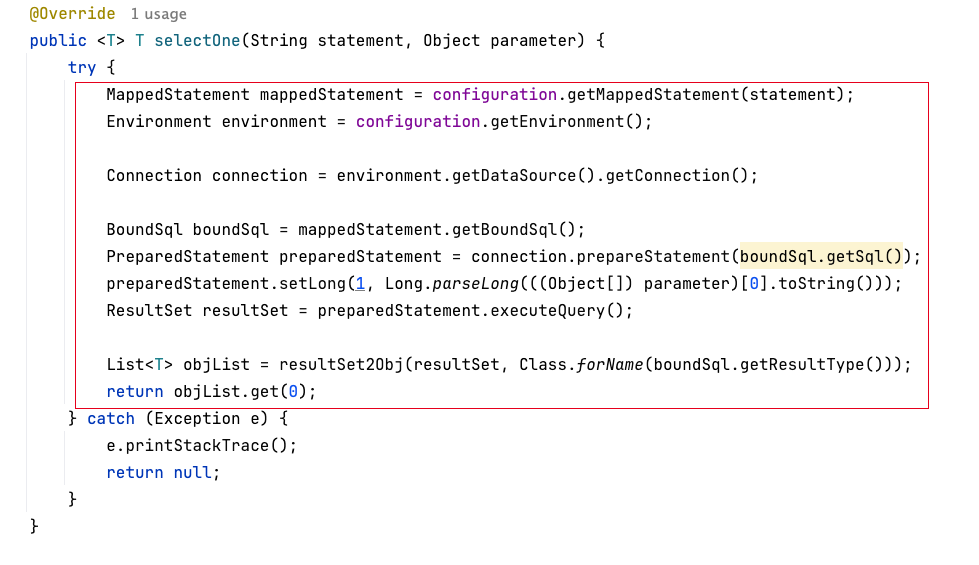 @Override 1 usage
public <T> T selectOne(String statement, Object parameter) {
try {
MappedStatement mappedStatement = configuration.getMappedStatement(statement);
Environment environment = configuration.getEnvironment();
Connection connection = environment.getDataSource().getConnection();
BoundSql boundSql = mappedStatement.getBoundSql();
PreparedStatement preparedStatement = connection.prepareStatement(boundSql.getSql());
preparedStatement.setLong(1, Long.parseLong(((Object[]) parameter)[0].toString()));
ResultSet resultSet = preparedStatement.executeQuery();
List<T> objList = resultSet2Obj(resultSet, Class.forName(boundSql.getResultType()));
return objList.get(0);
} catch (Exception e) {
e.printStackTrace();
return null;
}
}